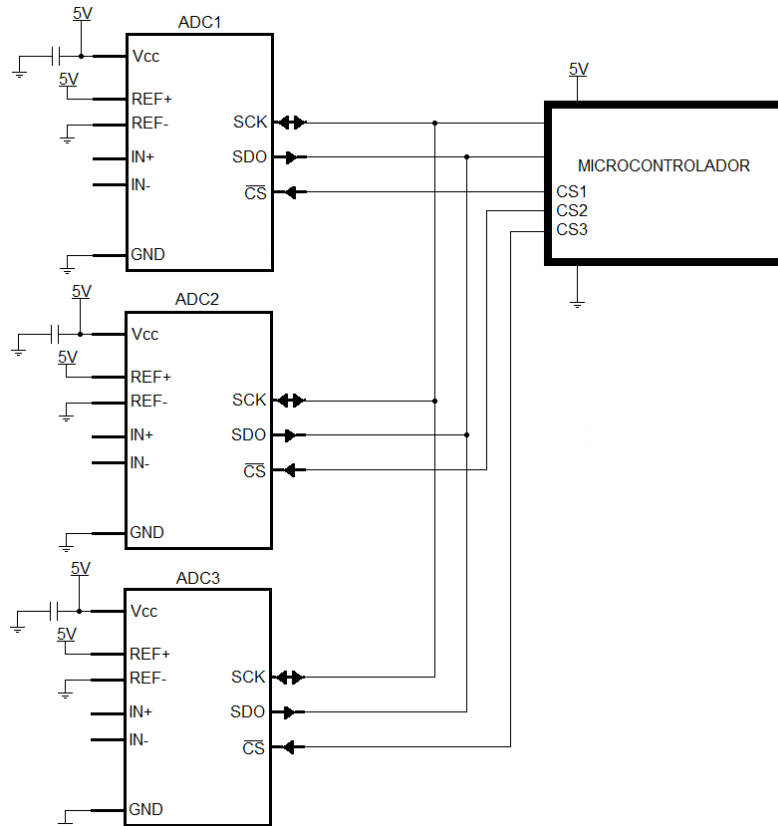 ADC1
5V
Vcc
5V
REF+
REF-
IN+
IN-
GND
SCK
SDO
CS
5V
MICROCONTROLADOR
CS1
CS2
CS3
ADC2
5V
Vcc
5V
REF+
REF-
IN+
IN-
GND
SCK
SDO
CS
ADC3
5V
Vcc
5V
REF+
REF-
IN+
IN-
GND
SCK
SDO
CS